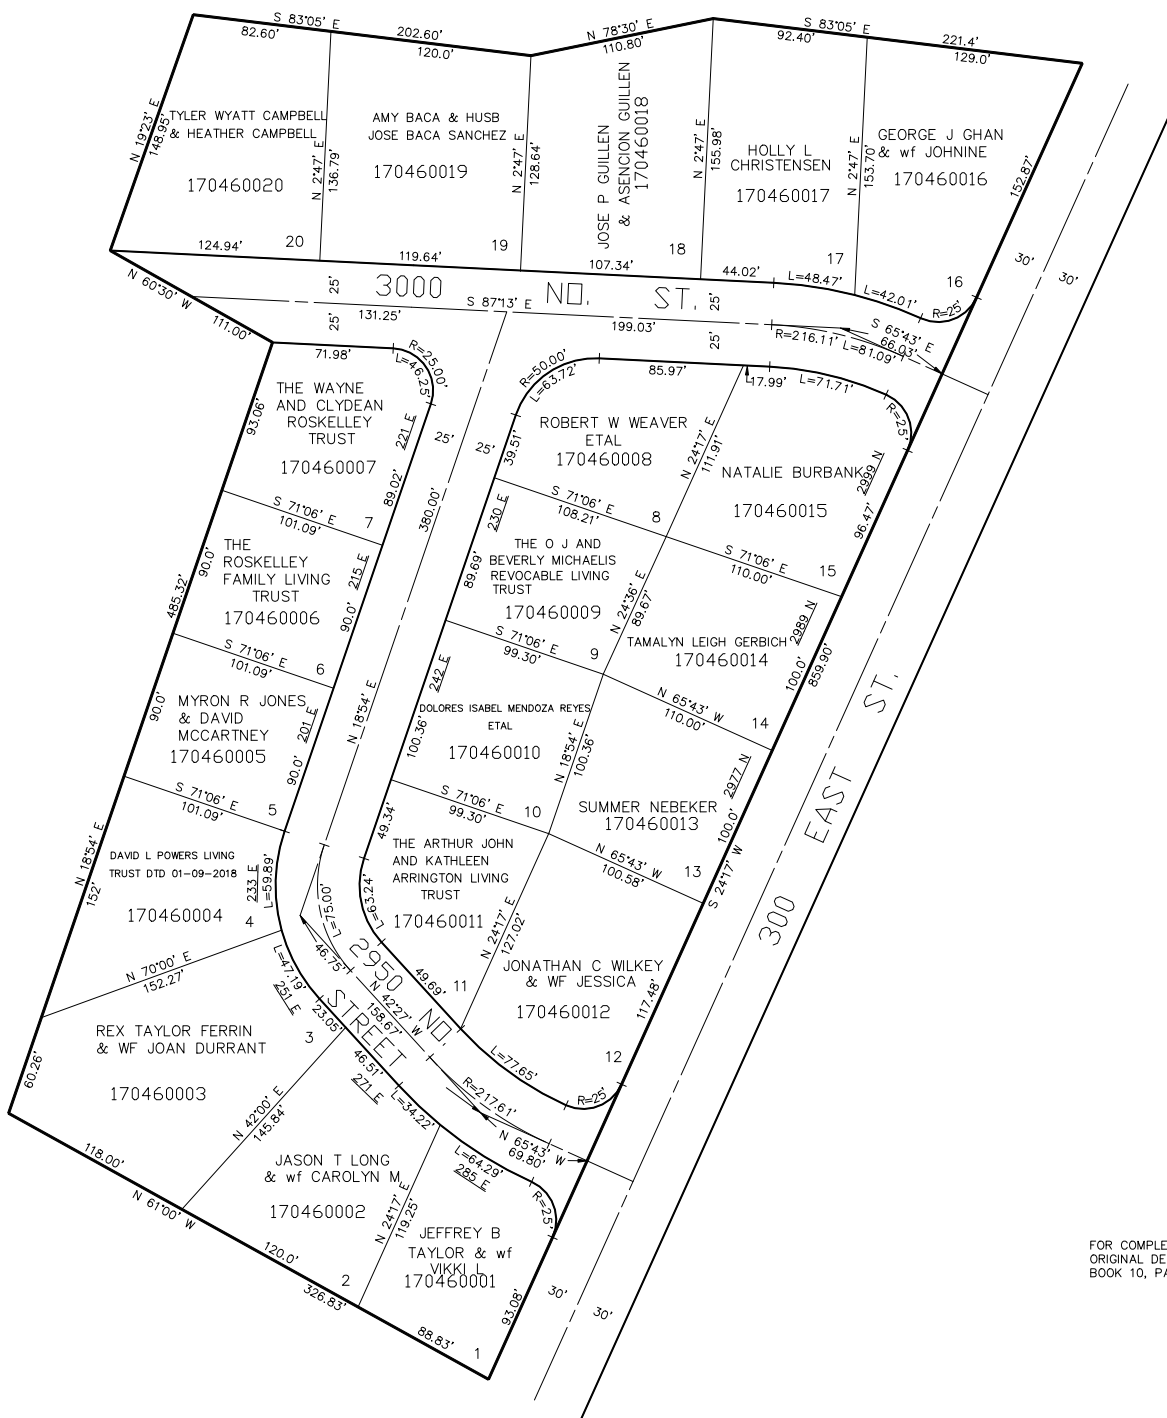 S 83°05' E
82.60'
202.60'
120.0'
N 78°30' E
110.80'
S 83°05' E
92.40'
221.4'
129.0'
N 19°23' E
148.95'
TYLER WYATT CAMPBELL
& HEATHER CAMPBELL
170460020
N 2°47' E
136.79'
AMY BACA & HUSB
JOSE BACA SANCHEZ
170460019
N 2°47' E
128.64'
JOSE P GUILLEN
& ASENCION GUILLEN
170460018
N 2°47' E
155.98'
HOLLY L
CHRISTENSEN
170460017
N 2°47' E
153.70'
GEORGE J GHAN
& wf JOHNINE
170460016
152.87'
124.94'
20
119.64'
19
107.34'
18
44.02'
17
L=48.47'
16
L=42.01'
R=25'
30'
30'
N 60°30' W
111.00'
25'
25'
3000 NO. ST.
S 87°13' E
131.25'
199.03'
25'
25'
R=216.11'
L=81.09'
S 65°43' E
66.03'
71.98'
R=25.00'
L=46.25'
R=50.00'
L=63.72'
85.97'
17.99'
L=71.71'
R=25'
THE WAYNE
AND CLYDEAN
ROSKELLEY
TRUST
170460007
93.06'
221 E
89.02'
25'
25'
39.51'
ROBERT W WEAVER
ETAL
170460008
N 24°17' E
111.91'
NATALIE BURBANK
170460015
2999 N
96.47'
S 71°06' E
101.09'
7
380.00'
230 E
S 71°06' E
108.21'
8
THE
ROSKELLEY
FAMILY LIVING
TRUST
170460006
90.0'
485.32'
215 E
90.0'
89.69'
THE O J AND
BEVERLY MICHAELIS
REVOCABLE LIVING
TRUST
170460009
N 24°36' E
89.67'
S 71°06' E
110.00'
15
S 71°06' E
101.09'
6
S 71°06' E
99.30'
9
TAMALYN LEIGH GERBICH
170460014
2989 N
100.0'
859.90'
MYRON R JONES
& DAVID
MCCARTNEY
170460005
90.0'
201 E
90.0'
N 18°54' E
242 E
100.36'
DOLORES ISABEL MENDOZA REYES
ETAL
170460010
N 18°54' E
100.36'
N 65°43' W
110.00'
14
S 71°06' E
101.09'
5
S 71°06' E
99.30'
10
SUMMER NEBEKER
170460013
2977 N
100.0'
300 EAST ST.
N 18°54' E
152'
DAVID L POWERS LIVING
TRUST DTD 01-09-2018
170460004
233 E
L=59.89'
4
49.34'
THE ARTHUR JOHN
AND KATHLEEN
ARRINGTON LIVING
TRUST
170460011
N 65°43' W
100.58'
13
S 24°17' W
L=75.00'
L=63.24'
N 24°17' E
127.02'
JONATHAN C WILKEY
& WF JESSICA
170460012
117.48'
N 70°00' E
152.27'
L=47.19'
251 E
46.75'
2950 NO.
STREET
49.69'
11
N 42°27' W
158.67'
REX TAYLOR FERRIN
& WF JOAN DURRANT
170460003
60.26'
3
23.05'
L=77.65'
12
R=25'
N 42°00' E
145.84'
46.51'
271 E
L=34.22'
R=217.61'
118.00'
N 61°00' W
JASON T LONG
& wf CAROLYN M
170460002
L=64.29'
285 E
N 65°43' W
69.80'
R=25'
N 24°17' E
119.25'
JEFFREY B
TAYLOR & wf
VIKKI L
170460001
120.0'
326.83'
2
93.08'
30'
30'
88.83'
1
FOR COMPLE
ORIGINAL DE
BOOK 10, PA